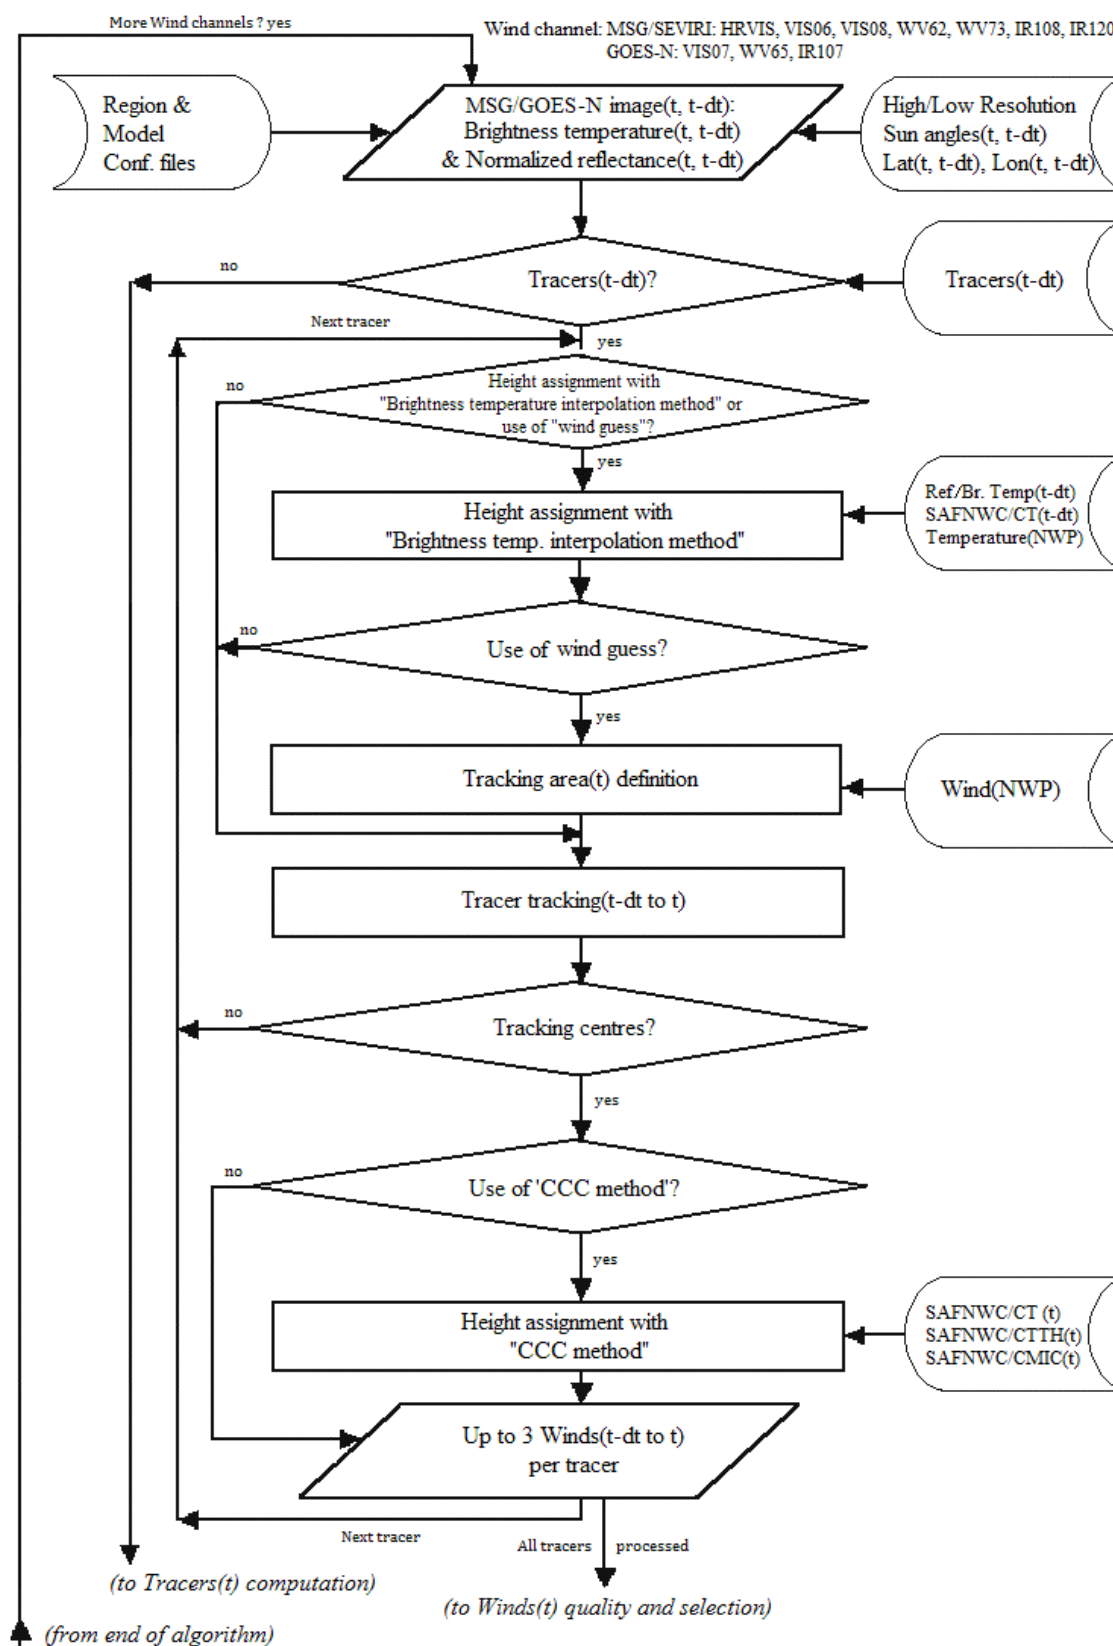 More Wind channels ? yes
Wind channel: MSG/SEVIRI: HRVIS, VIS06, VIS08, WV62, WV73, IR108, IR120
GOES-N: VIS07, WV65, IR107
Region &
Model
Conf. files
MSG/GOES-N image(t, t-dt):
Brightness temperature(t, t-dt)
& Normalized reflectance(t, t-dt)
High/Low Resolution
Sun angles(t, t-dt)
Lat(t, t-dt), Lon(t, t-dt)
no
Tracers(t-dt)?
Tracers(t-dt)
Next tracer
yes
no
Height assignment with
"Brightness temperature interpolation method" or
use of "wind guess"?
yes
Height assignment with
"Brightness temp. interpolation method"
Ref./Br. Temp(t-dt)
SAFNWC/CT(t-dt)
Temperature(NWP)
no
Use of wind guess?
yes
Tracking area(t) definition
Wind(NWP)
Tracer tracking(t-dt to t)
no
Tracking centres?
yes
no
Use of 'CCC method'?
yes
Height assignment with
"CCC method"
SAFNWC/CT (t)
SAFNWC/CTTH(t)
SAFNWC/CMIC(t)
Up to 3 Winds(t-dt to t)
per tracer
Next tracer
All tracers processed
(to Tracers(t) computation)
(to Winds(t) quality and selection)
(from end of algorithm)